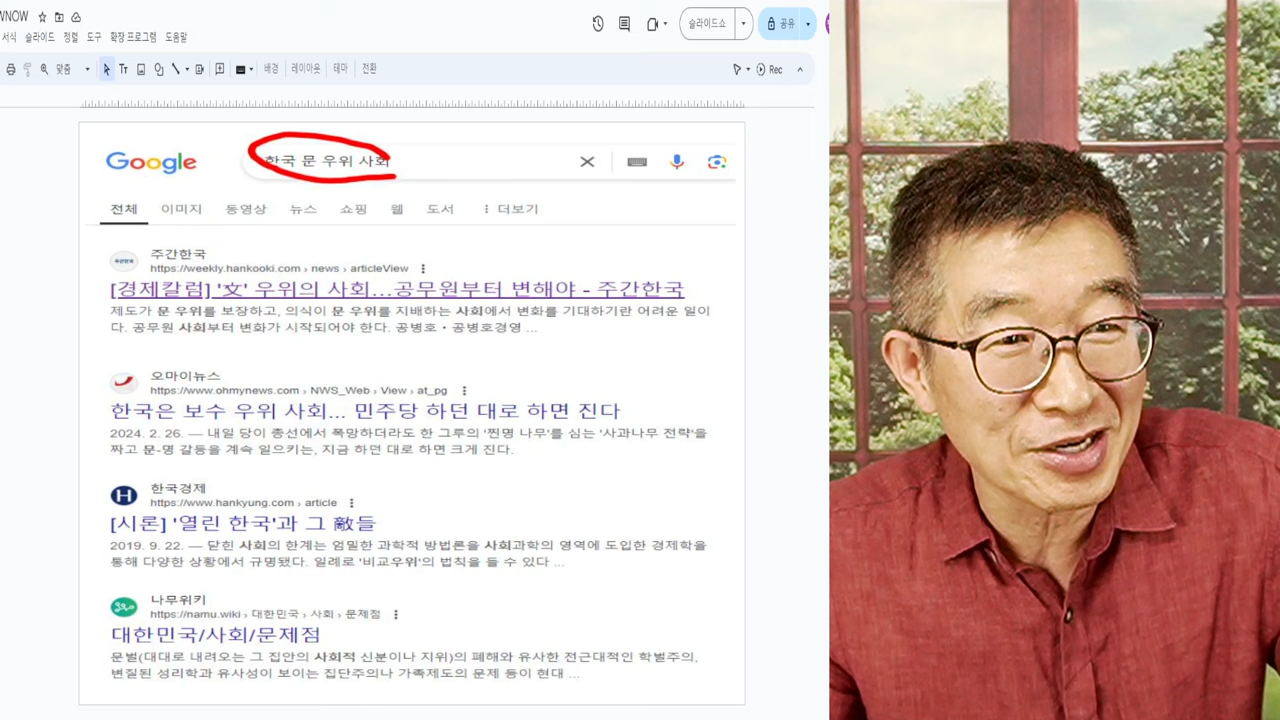 WNOW
슬라이드쇼
공유
서식 슬라이드 정렬 도구 확장 프로그램 도움말
맞춤
Tт
배경
레이아웃
테마
전환
Rec
Google
한국 문 우위 사회
전체 이미지 동영상 뉴스 쇼핑 웹 도서 더보기
주간한국
주간한국
https://weekly.hankooki.com › news › articleView
[경제칼럼] '文' 우위의 사회...공무원부터 변해야 - 주간한국
제도가 문 우위를 보장하고, 의식이 문 우위를 지배하는 사회에서 변화를 기대하기란 어려운 일이
다. 공무원 사회부터 변화가 시작되어야 한다. 공병호・공병호경영 ...
오마이뉴스
https://www.ohmynews.com › NWS_Web › View › at_pg
한국은 보수 우위 사회... 민주당 하던 대로 하면 진다
2024. 2. 26. — 내일 당이 총선에서 폭망하더라도 한 그루의 '찐명 나무'를 심는 '사과나무 전략'을
짜고 문-명 갈등을 계속 일으키는, 지금 하던 대로 하면 크게 진다.
H
한국경제
https://www.hankyung.com › article
[시론] '열린 한국'과 그 敵들
2019. 9. 22. — 닫힌 사회의 한계는 엄밀한 과학적 방법론을 사회과학의 영역에 도입한 경제학을
통해 다양한 상황에서 규명됐다. 일례로 '비교우위'의 법칙을 들 수 있다 ...
나무위키
https://namu.wiki › 대한민국 › 사회 › 문제점
대한민국/사회/문제점
문벌(대대로 내려오는 그 집안의 사회적 신분이나 지위)의 폐해와 유사한 전근대적인 학벌주의,
변질된 성리학과 유사성이 보이는 집단주의나 가족제도의 문제 등이 현대 ...